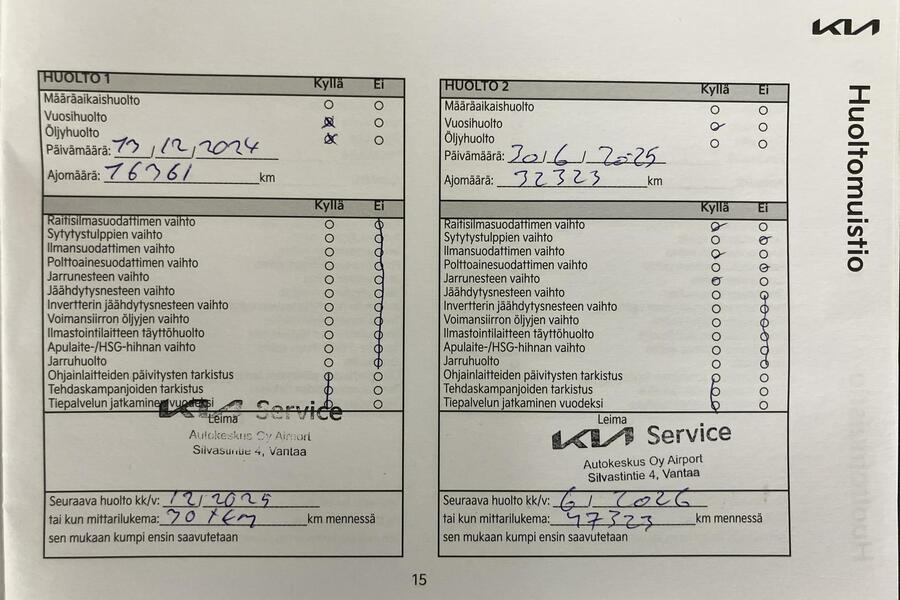 KIA
Huoltomuistio
HUOLTO 1 Kyllä Ei
Määräaikaishuolto
Vuosihuolto
Öljyhuolto
Päivämäärä: 13/12/2024
Ajomäärä: 16361 km
Kyllä Ei
Raitisilmasuodattimen vaihto
Sytytystulppien vaihto
Ilmansuodattimen vaihto
Polttoainesuodattimen vaihto
Jarrunesteen vaihto
Jäähdytysnesteen vaihto
Invertterin jäähdytysnesteen vaihto
Voimansiirron öljyjen vaihto
Ilmastointilaitteen täyttöhuolto
Apulaite-/HSG-hihnan vaihto
Jarruhuolto
Ohjainlaitteiden päivitysten tarkistus
Tehdaskampanjoiden tarkistus
Tiepalvelun jatkaminen vuodeksi
Leima
KIA Service
Autokeskus Oy Airport
Silvastintie 4, Vantaa
Seuraava huolto kk/v: 12/2025
tai kun mittarilukema: 30 tkm km mennessä
sen mukaan kumpi ensin saavutetaan
HUOLTO 2 Kyllä Ei
Määräaikaishuolto
Vuosihuolto
Öljyhuolto
Päivämäärä: 30/6/2025
Ajomäärä: 32323 km
Kyllä Ei
Raitisilmasuodattimen vaihto
Sytytystulppien vaihto
Ilmansuodattimen vaihto
Polttoainesuodattimen vaihto
Jarrunesteen vaihto
Jäähdytysnesteen vaihto
Invertterin jäähdytysnesteen vaihto
Voimansiirron öljyjen vaihto
Ilmastointilaitteen täyttöhuolto
Apulaite-/HSG-hihnan vaihto
Jarruhuolto
Ohjainlaitteiden päivitysten tarkistus
Tehdaskampanjoiden tarkistus
Tiepalvelun jatkaminen vuodeksi
Leima
KIA Service
Autokeskus Oy Airport
Silvastintie 4, Vantaa
Seuraava huolto kk/v: 6/2026
tai kun mittarilukema: 47323 km mennessä
sen mukaan kumpi ensin saavutetaan
15